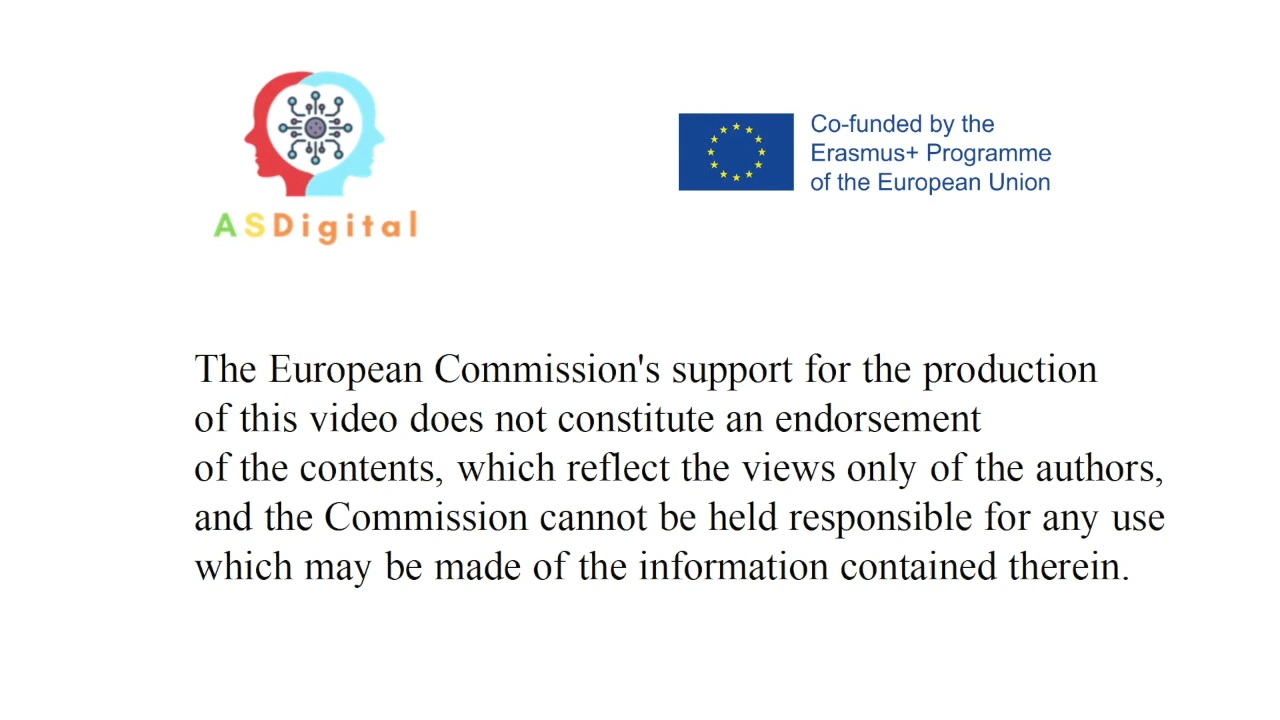 ASDigital
Co-funded by the
Erasmus+ Programme
of the European Union
The European Commission's support for the production
of this video does not constitute an endorsement
of the contents, which reflect the views only of the authors,
and the Commission cannot be held responsible for any use
which may be made of the information contained therein.